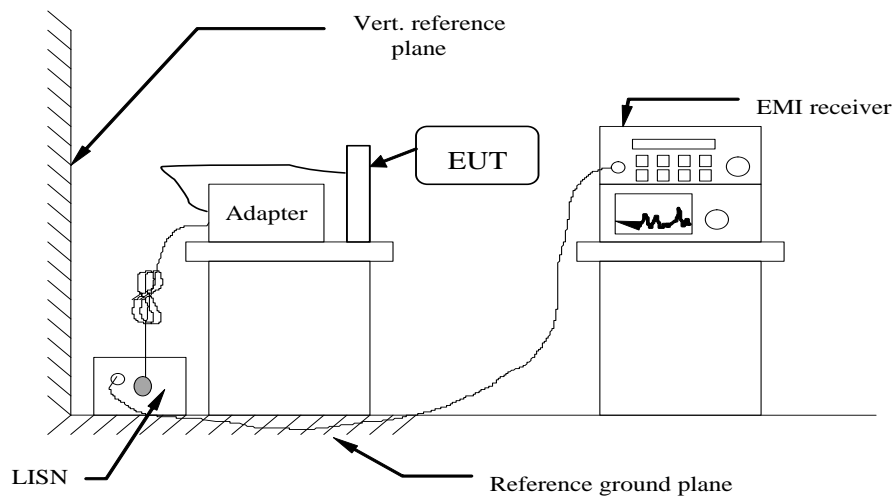 Vert. reference
plane
EMI receiver
EUT
Adapter
LISN
Reference ground plane